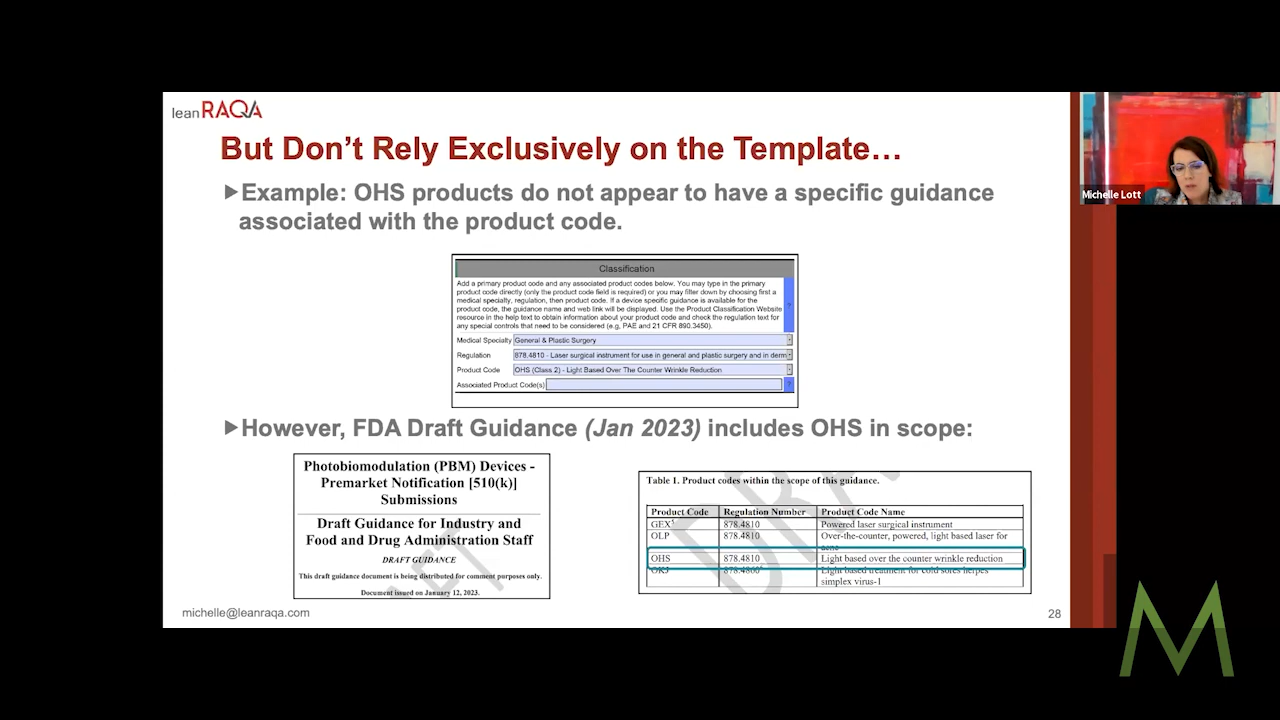 lean RAQA
But Don't Rely Exclusively on the Template…
Example: OHS products do not appear to have a specific guidance
associated with the product code.
Classification
Add a primary product code and any associated product codes below. You may type in the primary
product code directly (only the product code field is required) or you may filter down by choosing first a
medical specialty, regulation, then product code. If a device specific guidance is available for the
product code, the guidance name and web link will be displayed. Use the Product Classification Website
resource in the help text to obtain information about your product code and check the regulation text for
any special controls that need to be considered (e.g, PAE and 21 CFR 890.3450).
?
Medical Specialty General & Plastic Surgery
Regulation 878.4810 - Laser surgical instrument for use in general and plastic surgery and in derm
Product Code OHS (Class 2) - Light Based Over The Counter Wrinkle Reduction
Associated Product Code(s) ?
However, FDA Draft Guidance (Jan 2023) includes OHS in scope:
Photobiomodulation (PBM) Devices -
Premarket Notification [510(k)]
Submissions
Draft Guidance for Industry and
Food and Drug Administration Staff
DRAFT GUIDANCE
This draft guidance document is being distributed for comment purposes only.
Document issued on January 12, 2023.
Table 1. Product codes within the scope of this guidance.
Product Code Regulation Number Product Code Name
GEX 878.4810 Powered laser surgical instrument
OLP 878.4810 Over-the-counter, powered, light based laser for
acne
OHS 878.4810 Light based over the counter wrinkle reduction
878.4860 Light based treatment for cold sores herpes
simplex virus-1
michelle@leanraqa.com
28
Michelle Lott
M